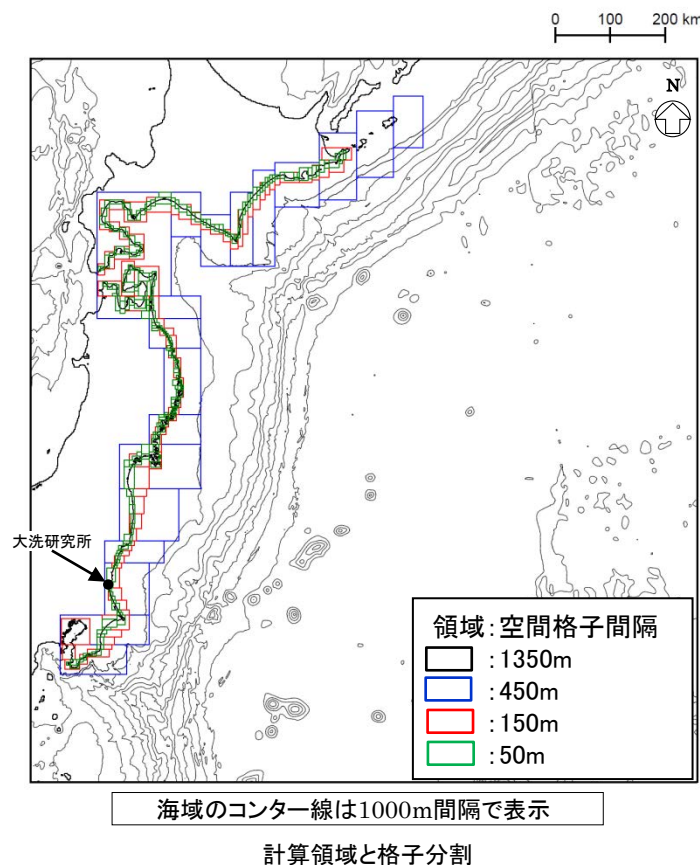 0 100 200 km
N
大洗研究所
領域:空間格子間隔
:1350m
:450m
:150m
:50m
海域のコンター線は1000m間隔で表示
計算領域と格子分割